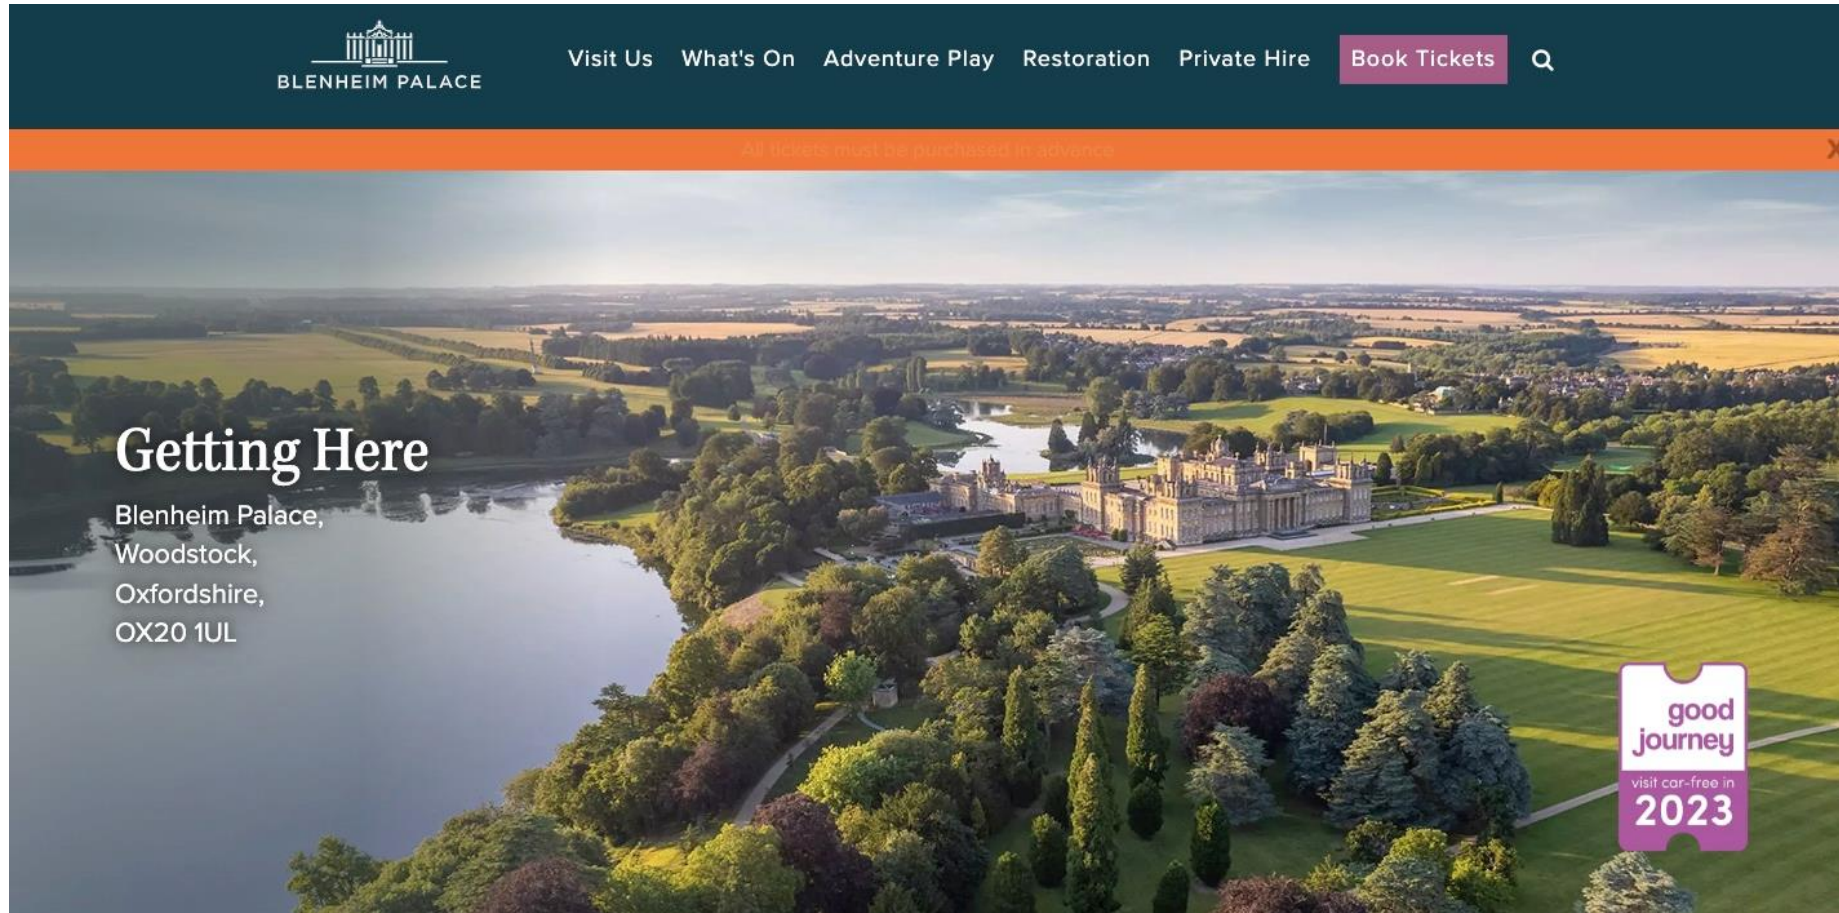 BLENHEIM PALACE
Visit Us What's On Adventure Play Restoration Private Hire Book Tickets
All tickets must be purchased in advance
X
Getting Here
Blenheim Palace,
Woodstock,
Oxfordshire,
OX20 1UL
good
journey
visit car-free in
2023